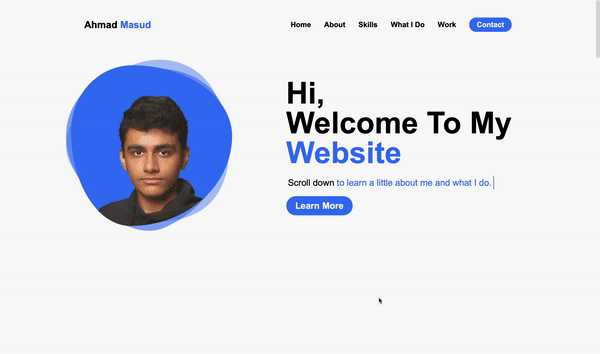 Ahmad Masud
Home About Skills What I Do Work Contact
Hi,
Welcome To My
Website
Scroll down to learn a little about me and what I do.
Learn More